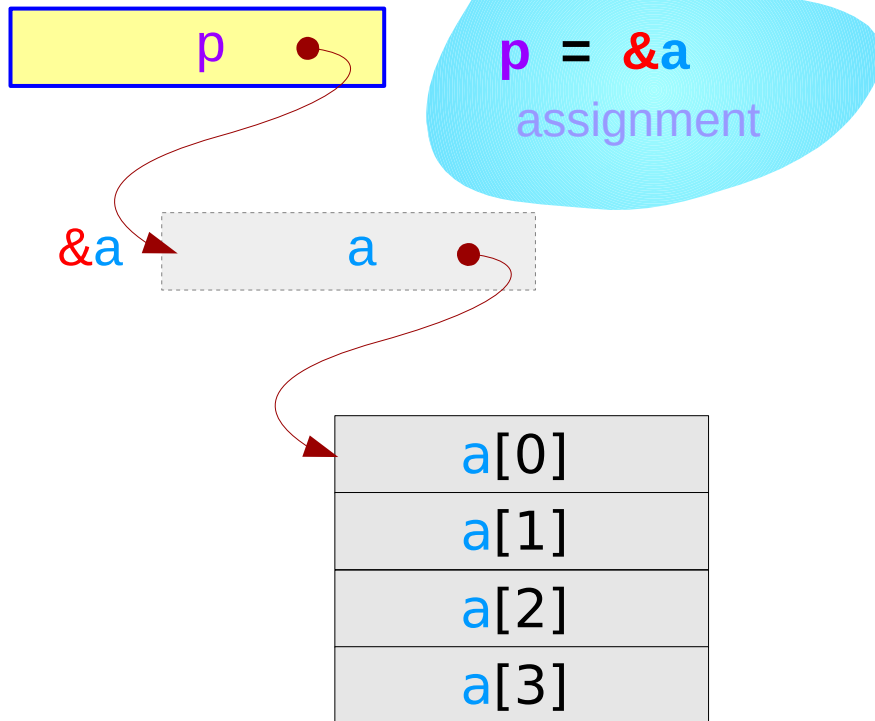 p
p = &a
assignment
&a
a
a[0]
a[1]
a[2]
a[3]